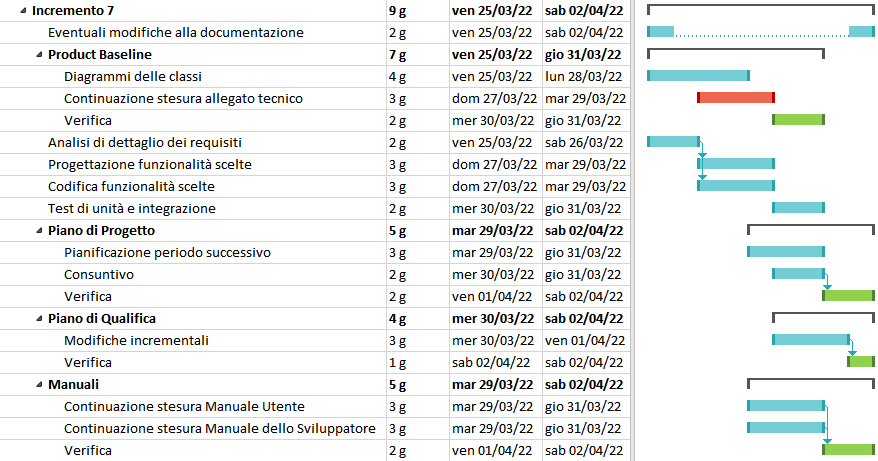 Incremento 7 9 g ven 25/03/22 sab 02/04/22
Eventuali modifiche alla documentazione 2 g ven 25/03/22 sab 02/04/22
Product Baseline 7 g ven 25/03/22 gio 31/03/22
Diagrammi delle classi 4 g ven 25/03/22 lun 28/03/22
Continuazione stesura allegato tecnico 3 g dom 27/03/22 mar 29/03/22
Verifica 2 g mer 30/03/22 gio 31/03/22
Analisi di dettaglio dei requisiti 2 g ven 25/03/22 sab 26/03/22
Progettazione funzionalità scelte 3 g dom 27/03/22 mar 29/03/22
Codifica funzionalità scelte 3 g dom 27/03/22 mar 29/03/22
Test di unità e integrazione 2 g mer 30/03/22 gio 31/03/22
Piano di Progetto 5 g mar 29/03/22 sab 02/04/22
Pianificazione periodo successivo 3 g mar 29/03/22 gio 31/03/22
Consuntivo 2 g mer 30/03/22 gio 31/03/22
Verifica 2 g ven 01/04/22 sab 02/04/22
Piano di Qualifica 4 g mer 30/03/22 sab 02/04/22
Modifiche incrementali 3 g mer 30/03/22 ven 01/04/22
Verifica 1 g sab 02/04/22 sab 02/04/22
Manuali 5 g mar 29/03/22 sab 02/04/22
Continuazione stesura Manuale Utente 3 g mar 29/03/22 gio 31/03/22
Continuazione stesura Manuale dello Sviluppatore 3 g mar 29/03/22 gio 31/03/22
Verifica 2 g ven 01/04/22 sab 02/04/22